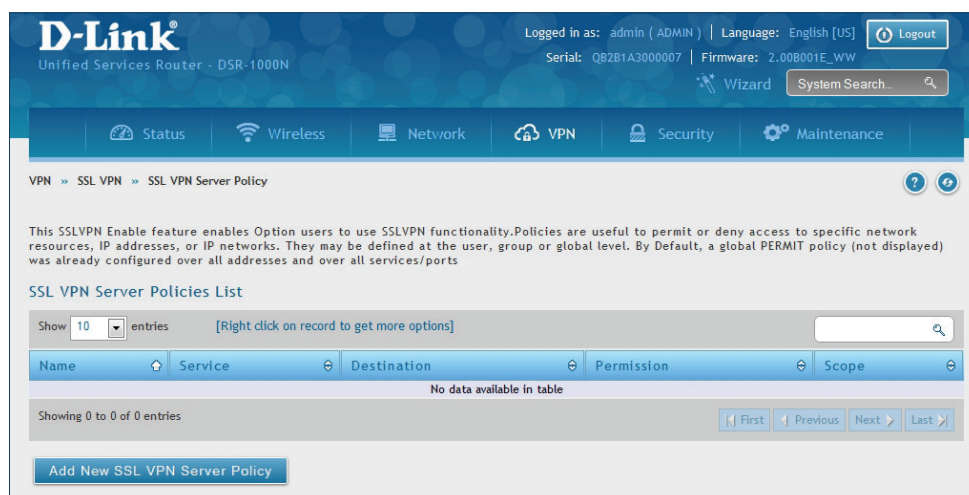 D-Link®
Unified Services Router - DSR-1000N
Logged in as: admin ( ADMIN ) | Language: English [US]
Logout
Serial: QB2B1A3000007 | Firmware: 2.00B001E_WW
Wizard
System Search...
Status
Wireless
Network
VPN
Security
Maintenance
VPN » SSL VPN » SSL VPN Server Policy
This SSLVPN Enable feature enables Option users to use SSLVPN functionality.Policies are useful to permit or deny access to specific network
resources, IP addresses, or IP networks. They may be defined at the user, group or global level. By Default, a global PERMIT policy (not displayed)
was already configured over all addresses and over all services/ports
SSL VPN Server Policies List
Show 10 entries [Right click on record to get more options]
Name Service Destination Permission Scope
No data available in table
Showing 0 to 0 of 0 entries
First Previous Next Last
Add New SSL VPN Server Policy